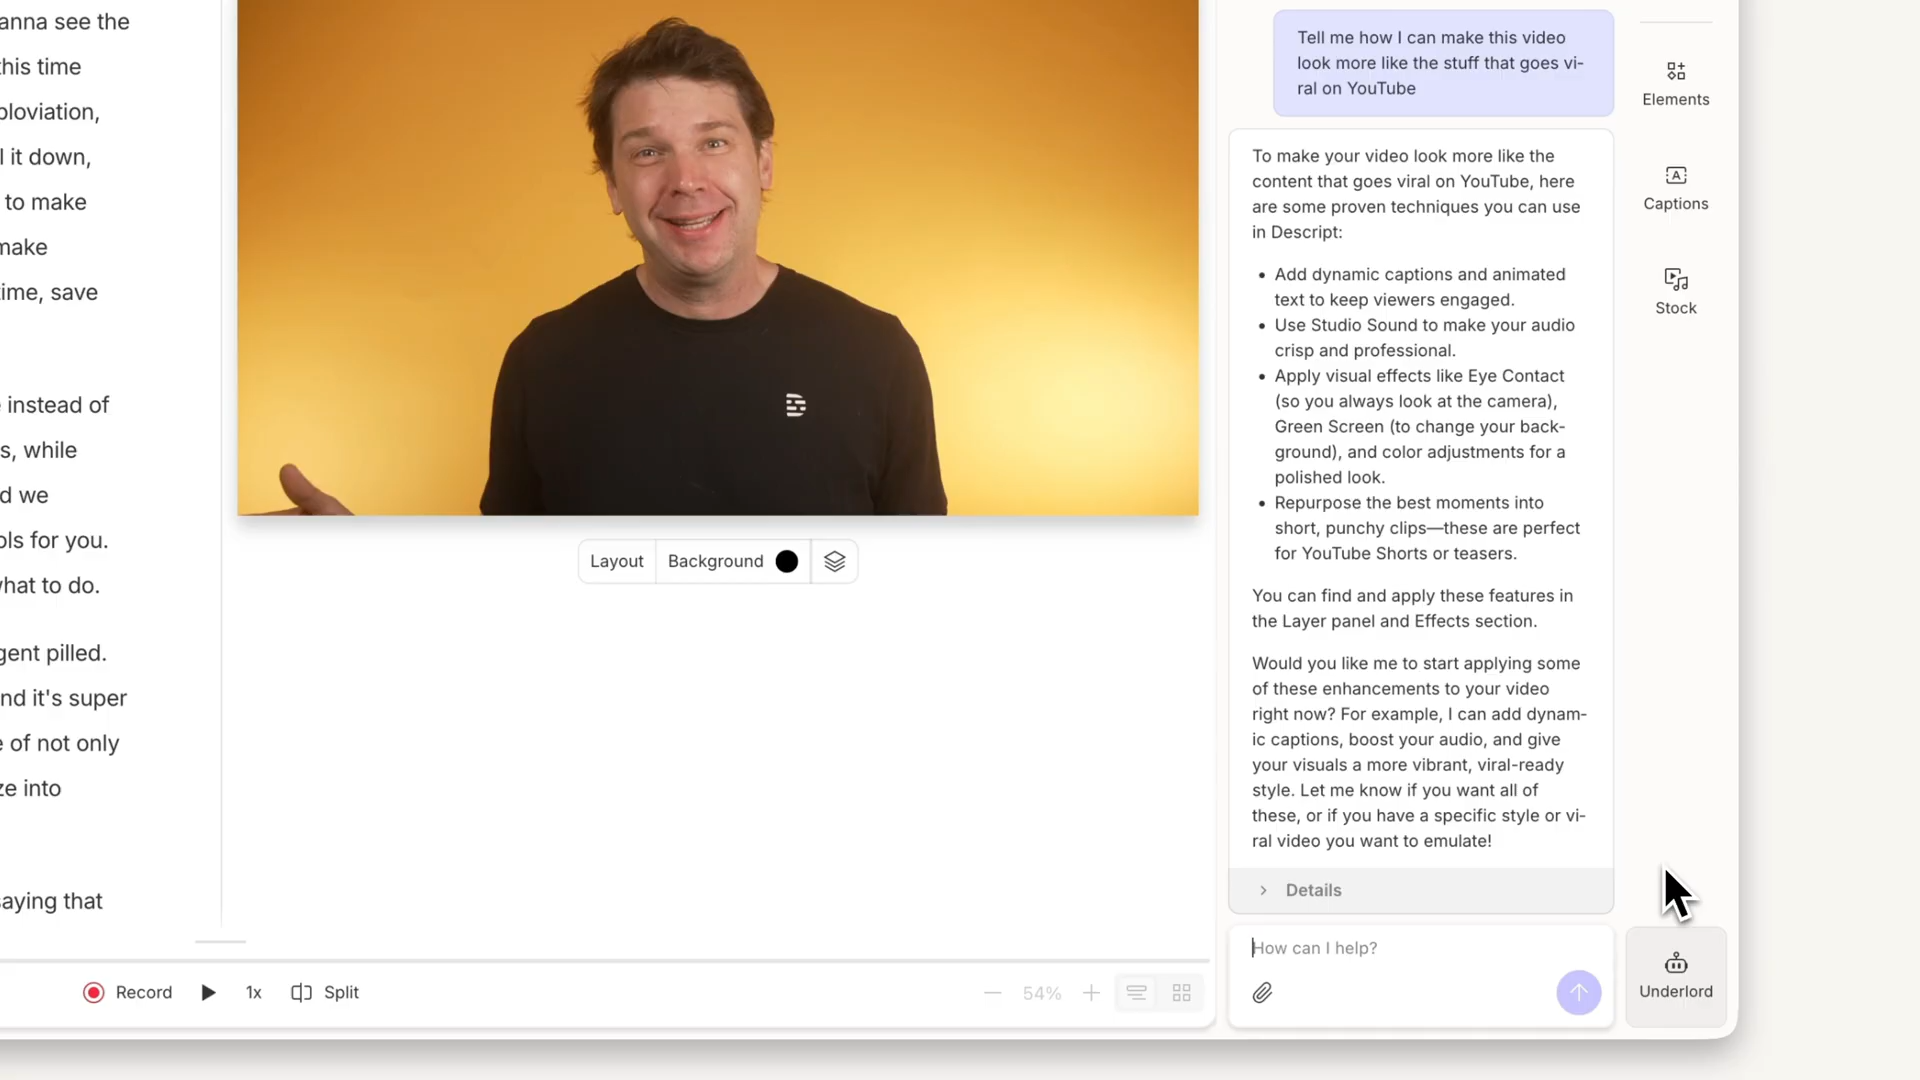 anna see the
this time
ploviation,
l it down,
to make
make
time, save
instead of
s, while
d we
ols for you.
what to do.
gent pilled.
nd it's super
e of not only
ze into
saying that
Layout
Background
Record
1x
Split
54%
Tell me how I can make this video
look more like the stuff that goes vi-
ral on YouTube
To make your video look more like the
content that goes viral on YouTube, here
are some proven techniques you can use
in Descript:
• Add dynamic captions and animated
text to keep viewers engaged.
• Use Studio Sound to make your audio
crisp and professional.
• Apply visual effects like Eye Contact
(so you always look at the camera),
Green Screen (to change your back-
ground), and color adjustments for a
polished look.
• Repurpose the best moments into
short, punchy clips—these are perfect
for YouTube Shorts or teasers.
You can find and apply these features in
the Layer panel and Effects section.
Would you like me to start applying some
of these enhancements to your video
right now? For example, I can add dynam-
ic captions, boost your audio, and give
your visuals a more vibrant, viral-ready
style. Let me know if you want all of
these, or if you have a specific style or vi-
ral video you want to emulate!
Details
How can I help?
Elements
Captions
Stock
Underlord